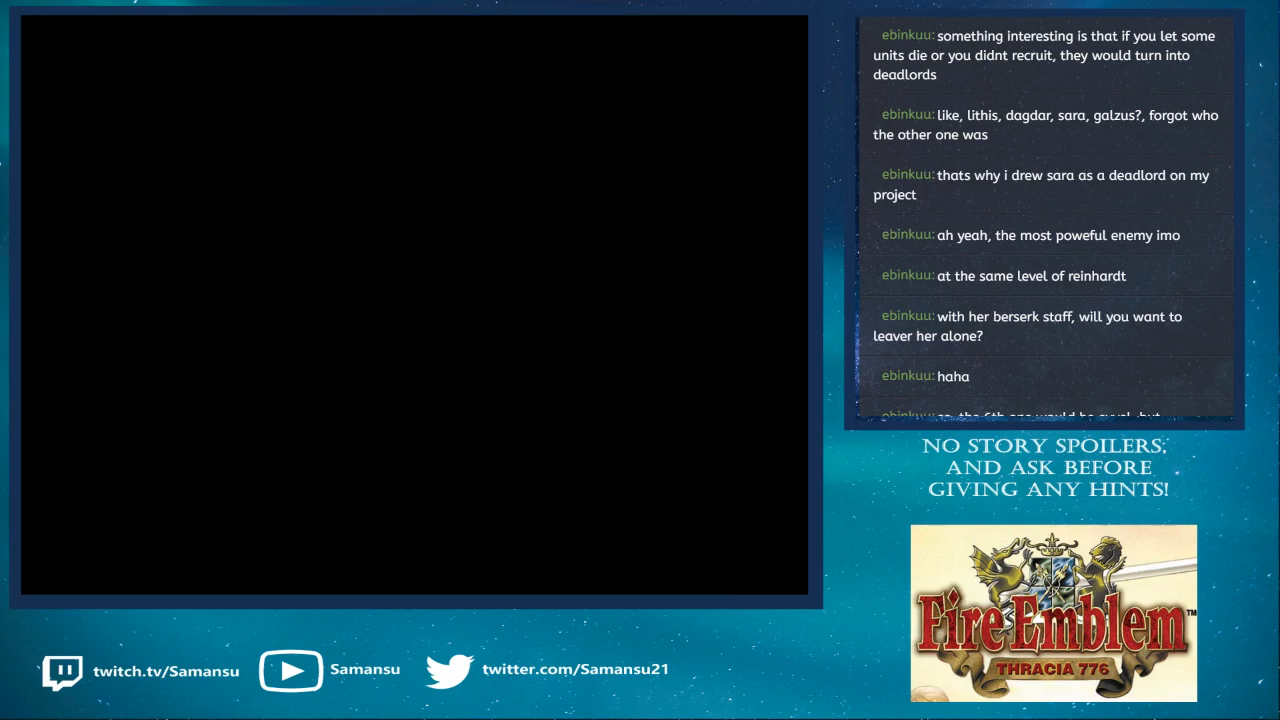 ebinkuu: something interesting is that if you let some
units die or you didnt recruit, they would turn into
deadlords
ebinkuu: like, lithis, dagdar, sara, galzus?, forgot who
the other one was
ebinkuu: thats why i drew sara as a deadlord on my
project
ebinkuu: ah yeah, the most poweful enemy imo
ebinkuu: at the same level of reinhardt
ebinkuu: with her berserk staff, will you want to
leaver her alone?
ebinkuu: haha
NO STORY SPOILERS,
AND ASK BEFORE
GIVING ANY HINTS!
Fire Emblem™
THRACIA 776
twitch.tv/Samansu
Samansu
twitter.com/Samansu21